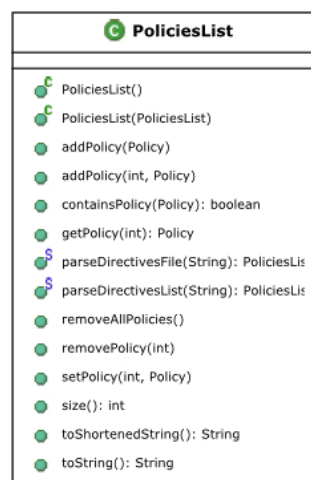 C PoliciesList
C PoliciesList()
C PoliciesList(PoliciesList)
addPolicy(Policy)
addPolicy(int, Policy)
containsPolicy(Policy): boolean
getPolicy(int): Policy
S parseDirectivesFile(String): PoliciesLis
S parseDirectivesList(String): PoliciesLis
removeAllPolicies()
removePolicy(int)
setPolicy(int, Policy)
size(): int
toShortenedString(): String
toString(): String